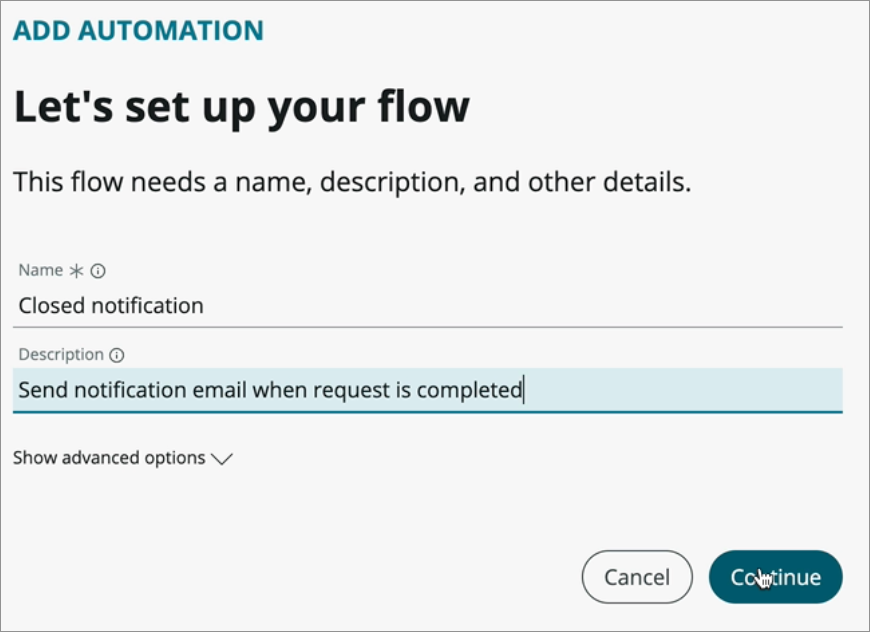 ADD AUTOMATION
Let's set up your flow
This flow needs a name, description, and other details.
Name
Closed notification
Description
Send notification email when request is completed
Show advanced options
Cancel
Continue